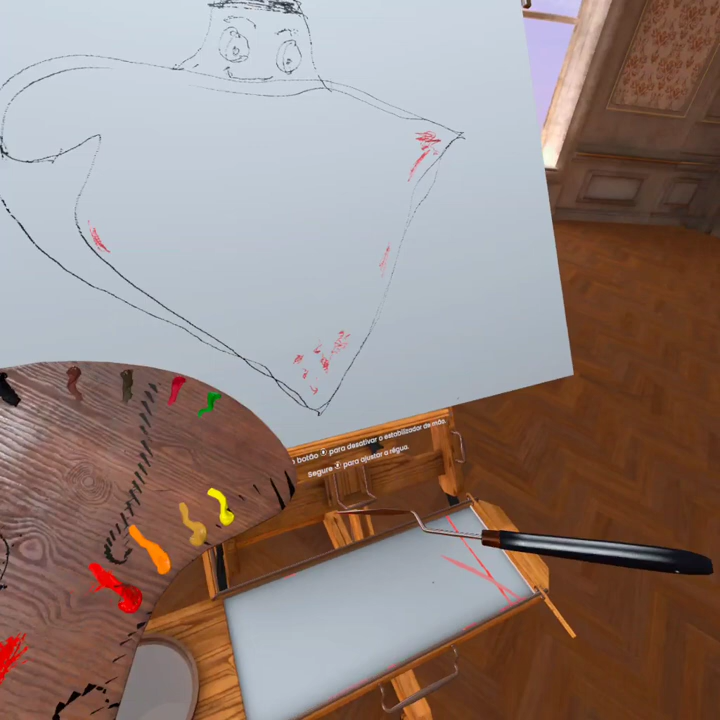 botão para desativar o estabilizador de mão.
Segure para ajustar a régua.